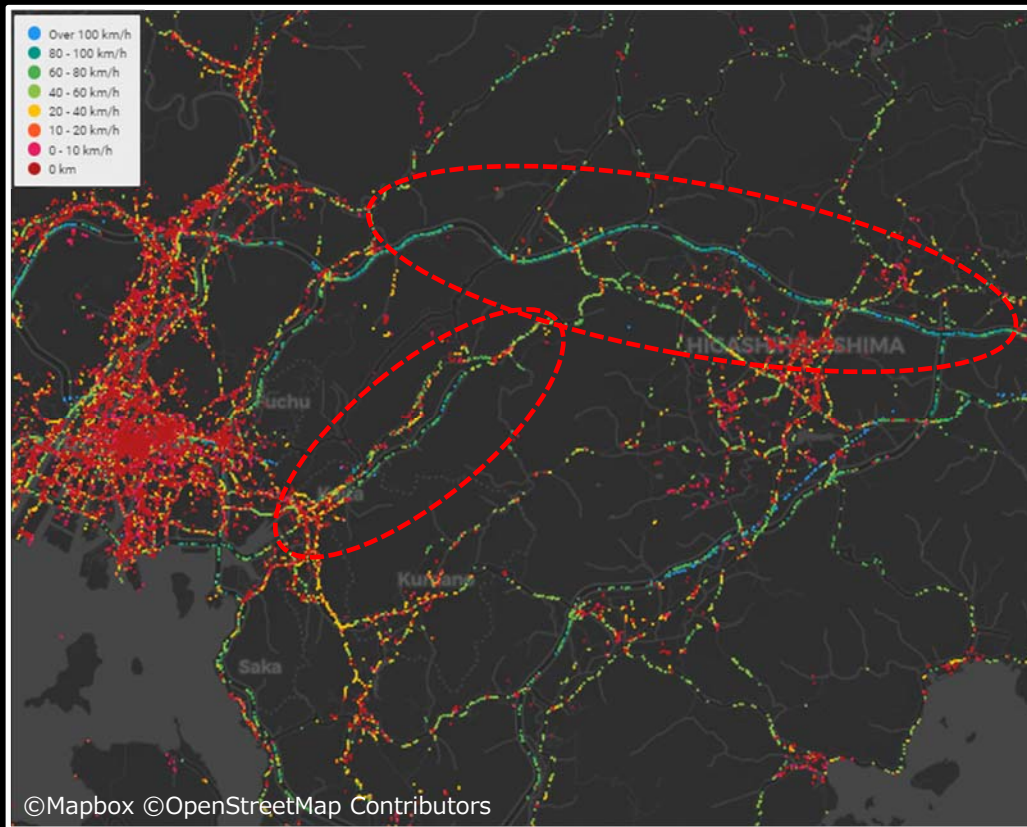 Over 100 km/h
80 - 100 km/h
60 - 80 km/h
40 - 60 km/h
20 - 40 km/h
10 - 20 km/h
0 - 10 km/h
0 km
HIGASHIHIROSHIMA
Fuchu
Kaita
Kumano
Saka
©Mapbox ©OpenStreetMap Contributors